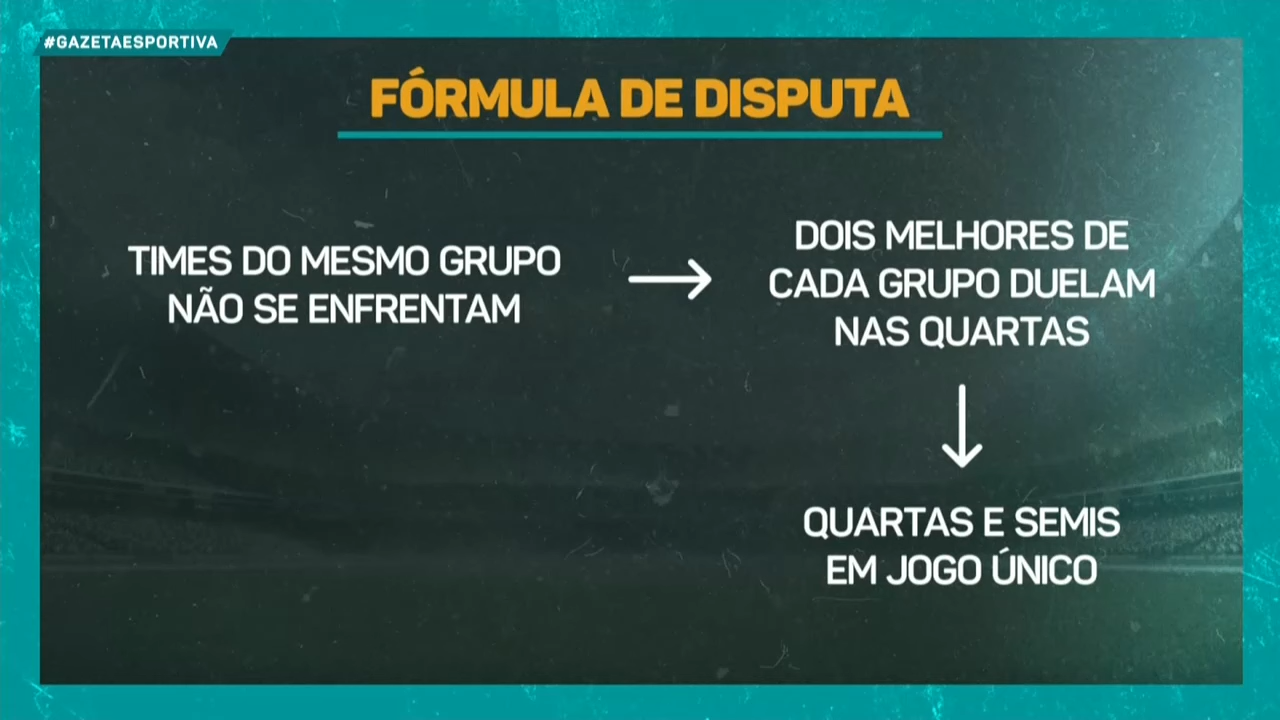 #GAZETAESPORTIVA
FÓRMULA DE DISPUTA
TIMES DO MESMO GRUPO
NÃO SE ENFRENTAM
DOIS MELHORES DE
CADA GRUPO DUELAM
NAS QUARTAS
QUARTAS E SEMIS
EM JOGO ÚNICO